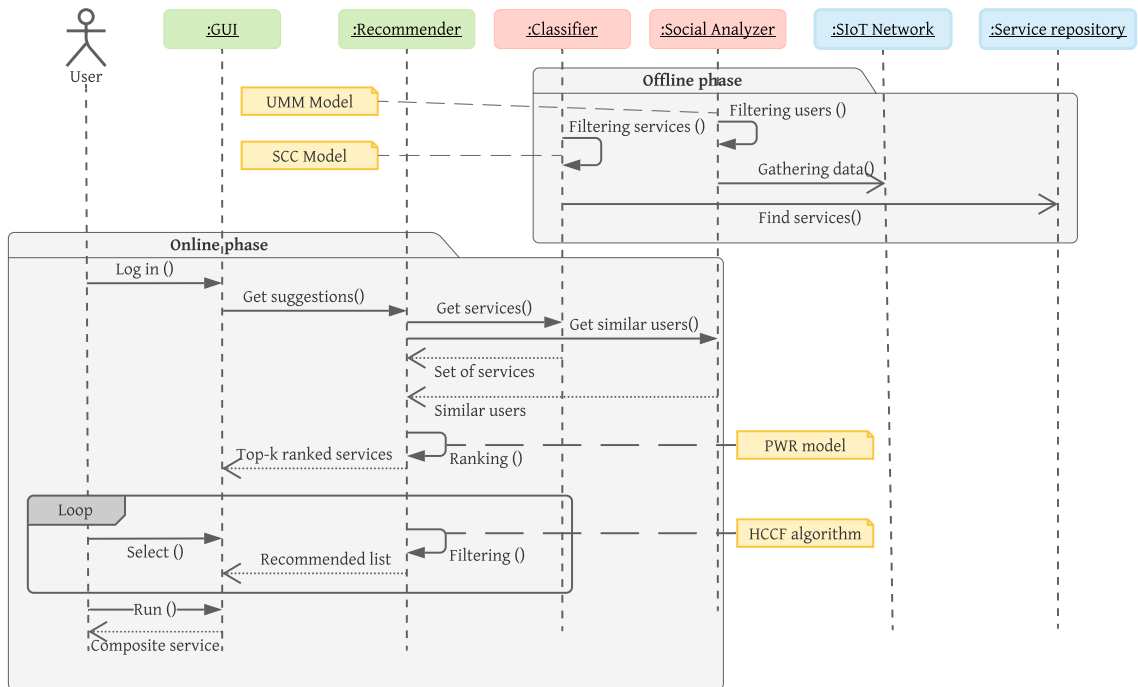 :GUI
:Recommender
:Classifier
:Social Analyzer
:SIoT Network
:Service repository
User
Offline phase
UMM Model
Filtering users ()
Filtering services ()
SCC Model
Gathering data()
Find services()
Online phase
Log in ()
Get suggestions()
Get services()
Get similar users()
Set of services
Similar users
Top-k ranked services
Ranking ()
PWR model
Loop
Select ()
Filtering ()
HCCF algorithm
Recommended list
Run ()
Composite service